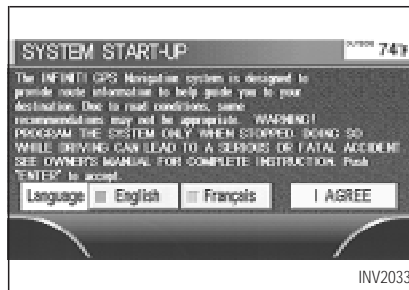 SYSTEM START-UP
OUTSIDE 74°F
The INFINITI GPS Navigation system is designed to
provide route information to help guide you to your
destination. Due to road conditions, some
recommendations may not be appropriate. WARNING!
PROGRAM THE SYSTEM ONLY WHEN STOPPED. DOING SO
WHILE DRIVING CAN LEAD TO A SERIOUS OR FATAL ACCIDENT.
SEE OWNER'S MANUAL FOR COMPLETE INSTRUCTION. Push
"ENTER" to accept.
Language English Français I AGREE
INV2033